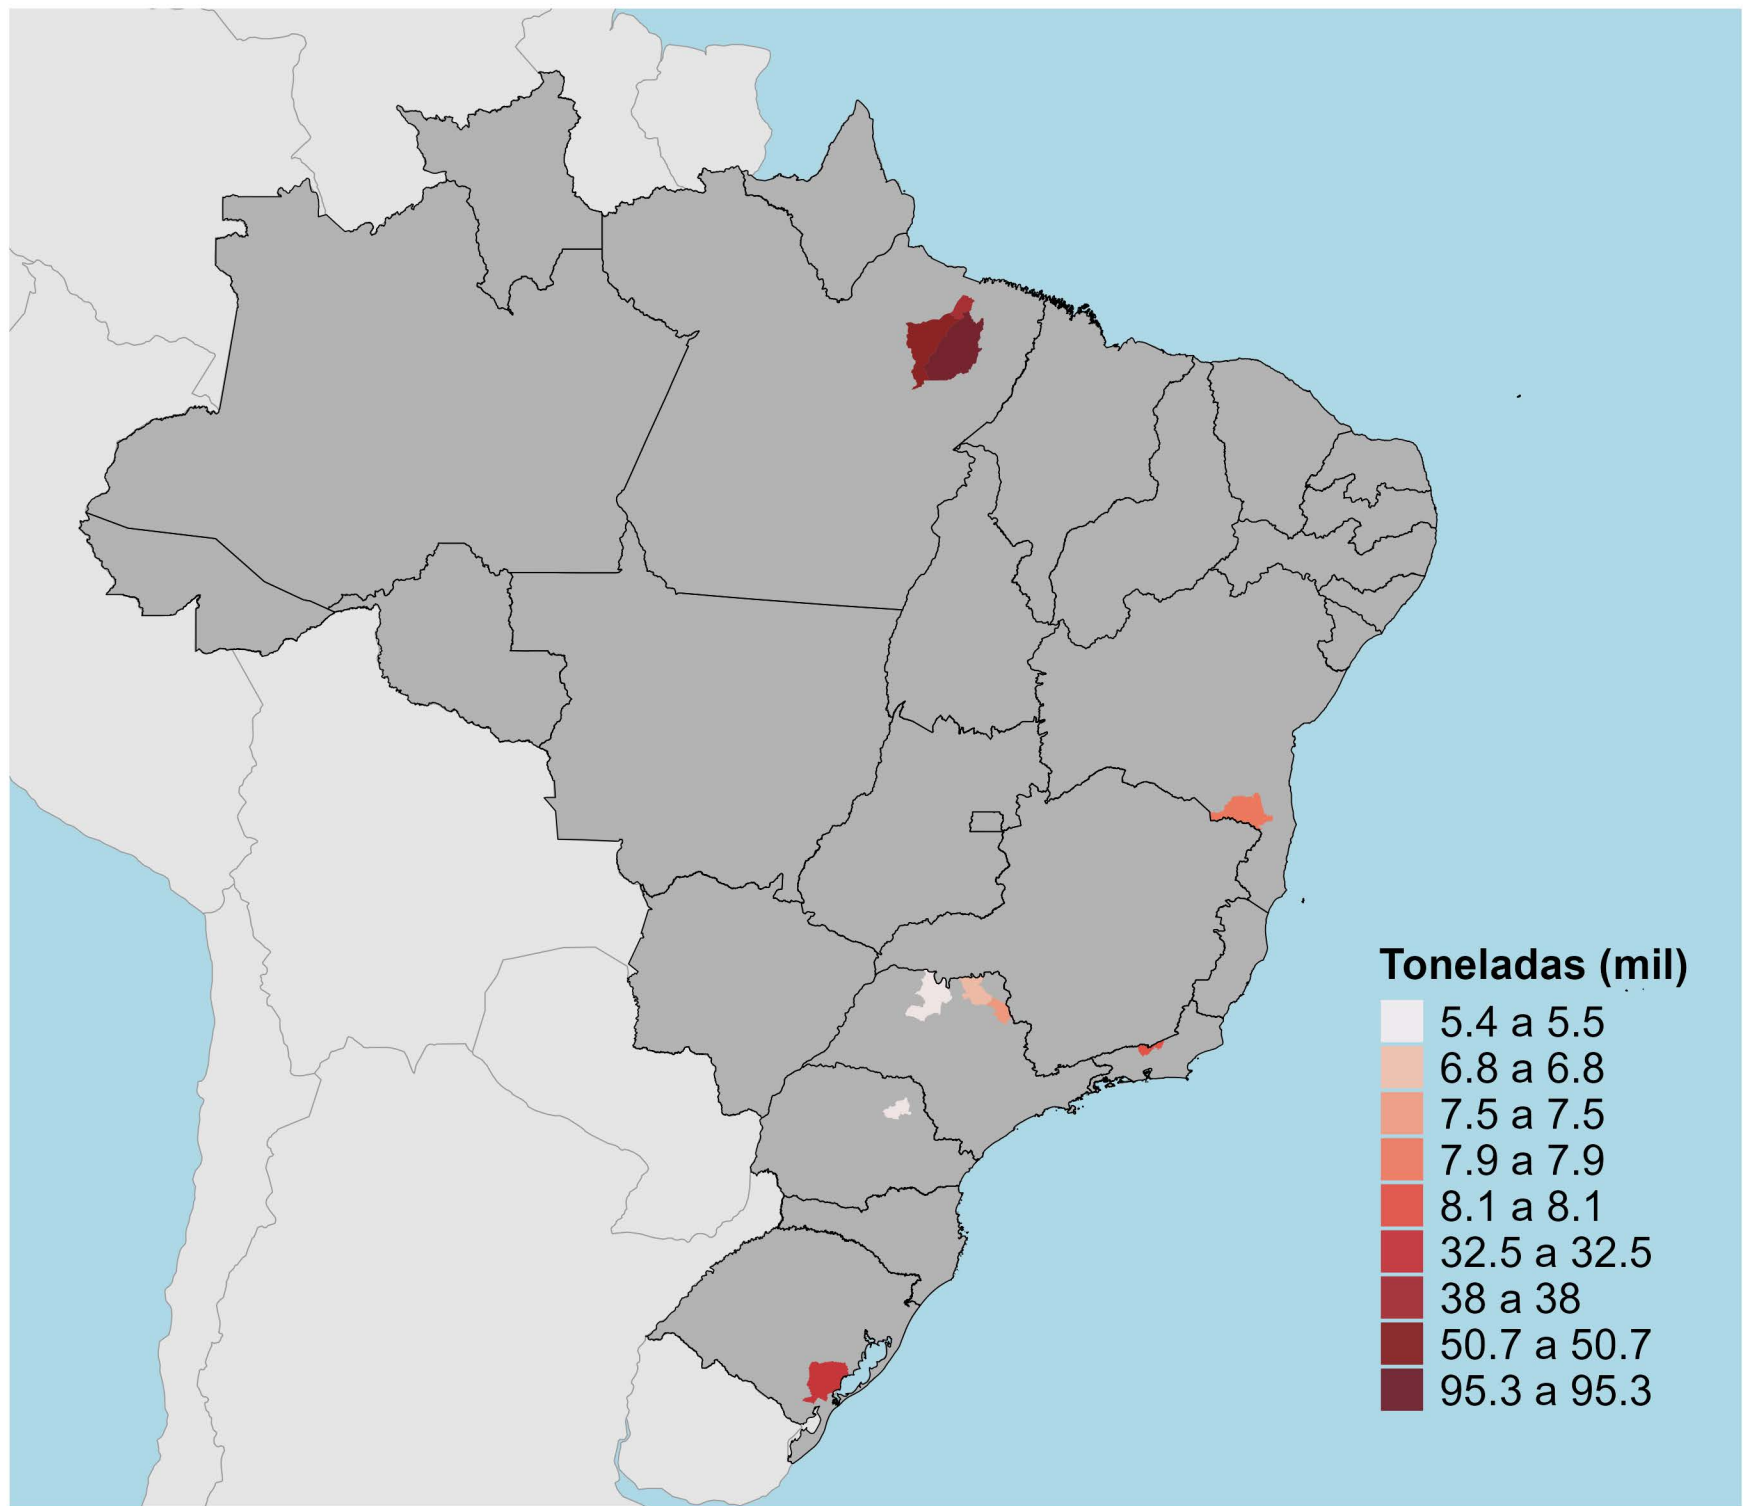 Toneladas (mil)
5.4 a 5.5
6.8 a 6.8
7.5 a 7.5
7.9 a 7.9
8.1 a 8.1
32.5 a 32.5
38 a 38
50.7 a 50.7
95.3 a 95.3